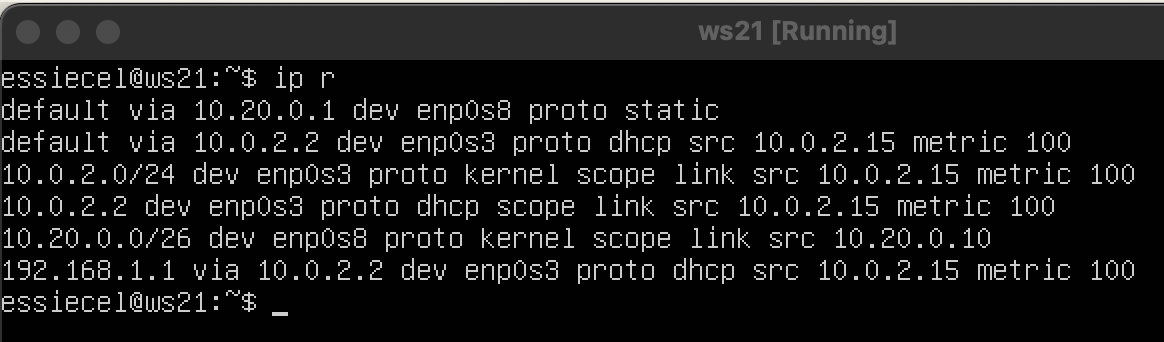 ws21 [Running]
essiecel@ws21:~$ ip r
default via 10.20.0.1 dev enp0s8 proto static
default via 10.0.2.2 dev enp0s3 proto dhcp src 10.0.2.15 metric 100
10.0.2.0/24 dev enp0s3 proto kernel scope link src 10.0.2.15 metric 100
10.0.2.2 dev enp0s3 proto dhcp scope link src 10.0.2.15 metric 100
10.20.0.0/26 dev enp0s8 proto kernel scope link src 10.20.0.10
192.168.1.1 via 10.0.2.2 dev enp0s3 proto dhcp src 10.0.2.15 metric 100
essiecel@ws21:~$ _